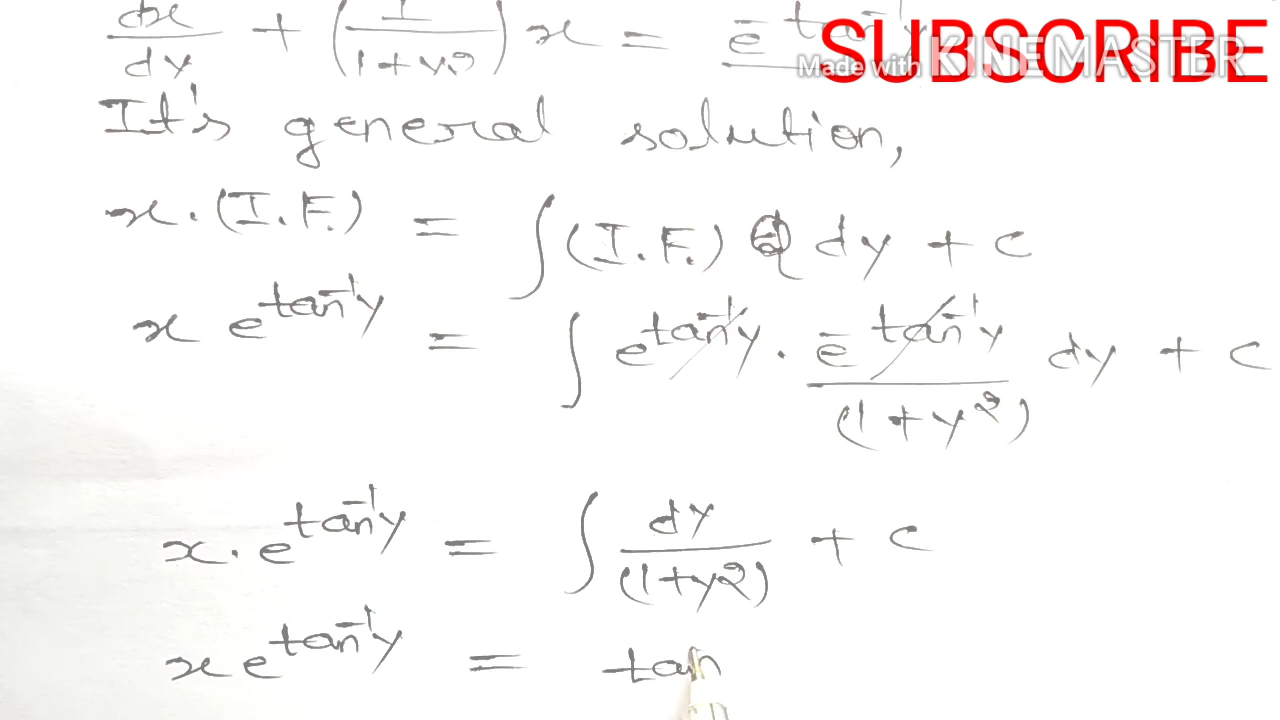 dx/dy + (1/(1+y²)) x = e^-tan⁻¹y
SUBSCRIBE
Made with KINEMASTER
It's general solution,
x.(I.F.) = ∫(I.F.) Q dy + c
x e^tan⁻¹y = ∫ e^tan⁻¹y . e^-tan⁻¹y/(1+y²) dy + c
x.e^tan⁻¹y = ∫ dy/(1+y²) + c
x e^tan⁻¹y = tan